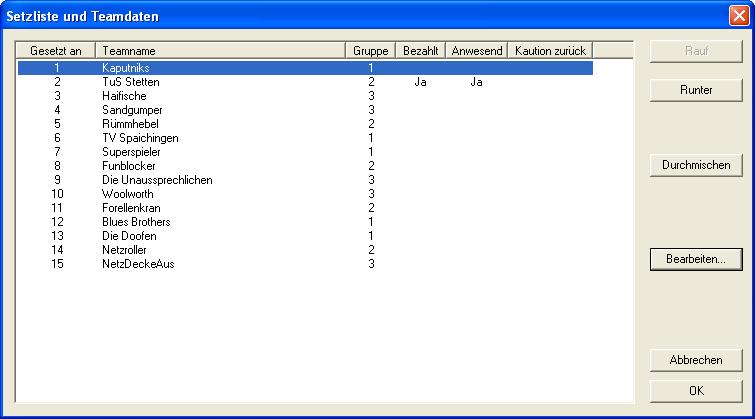 Setzliste und Teamdaten
Gesetzt an Teamname Gruppe Bezahlt Anwesend Kaution zurück
1 Kaputniks 1
2 TuS Stetten 2 Ja Ja
3 Haifische 3
4 Sandgumper 3
5 Rümmhebel 2
6 TV Spaichingen 1
7 Superspieler 1
8 Funblocker 2
9 Die Unaussprechlichen 3
10 Woolworth 3
11 Forellenkran 2
12 Blues Brothers 1
13 Die Doofen 1
14 Netzroller 2
15 NetzDeckeAus 3
Rauf
Runter
Durchmischen
Bearbeiten...
Abbrechen
OK